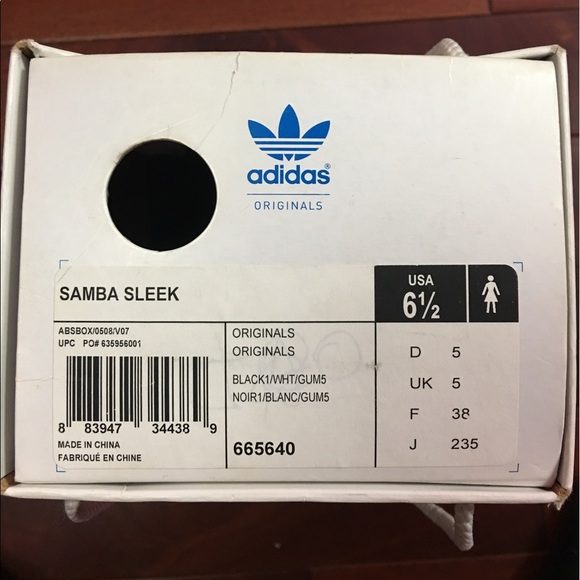 adidas®
ORIGINALS
SAMBA SLEEK
USA
6½
ABSBOX/0508/V07
UPC PO# 635956001
8 83947 34438 9
MADE IN CHINA
FABRIQUÉ EN CHINE
ORIGINALS
ORIGINALS
BLACK1/WHT/GUM5
NOIR1/BLANC/GUM5
665640
D 5
UK 5
F 38
J 235